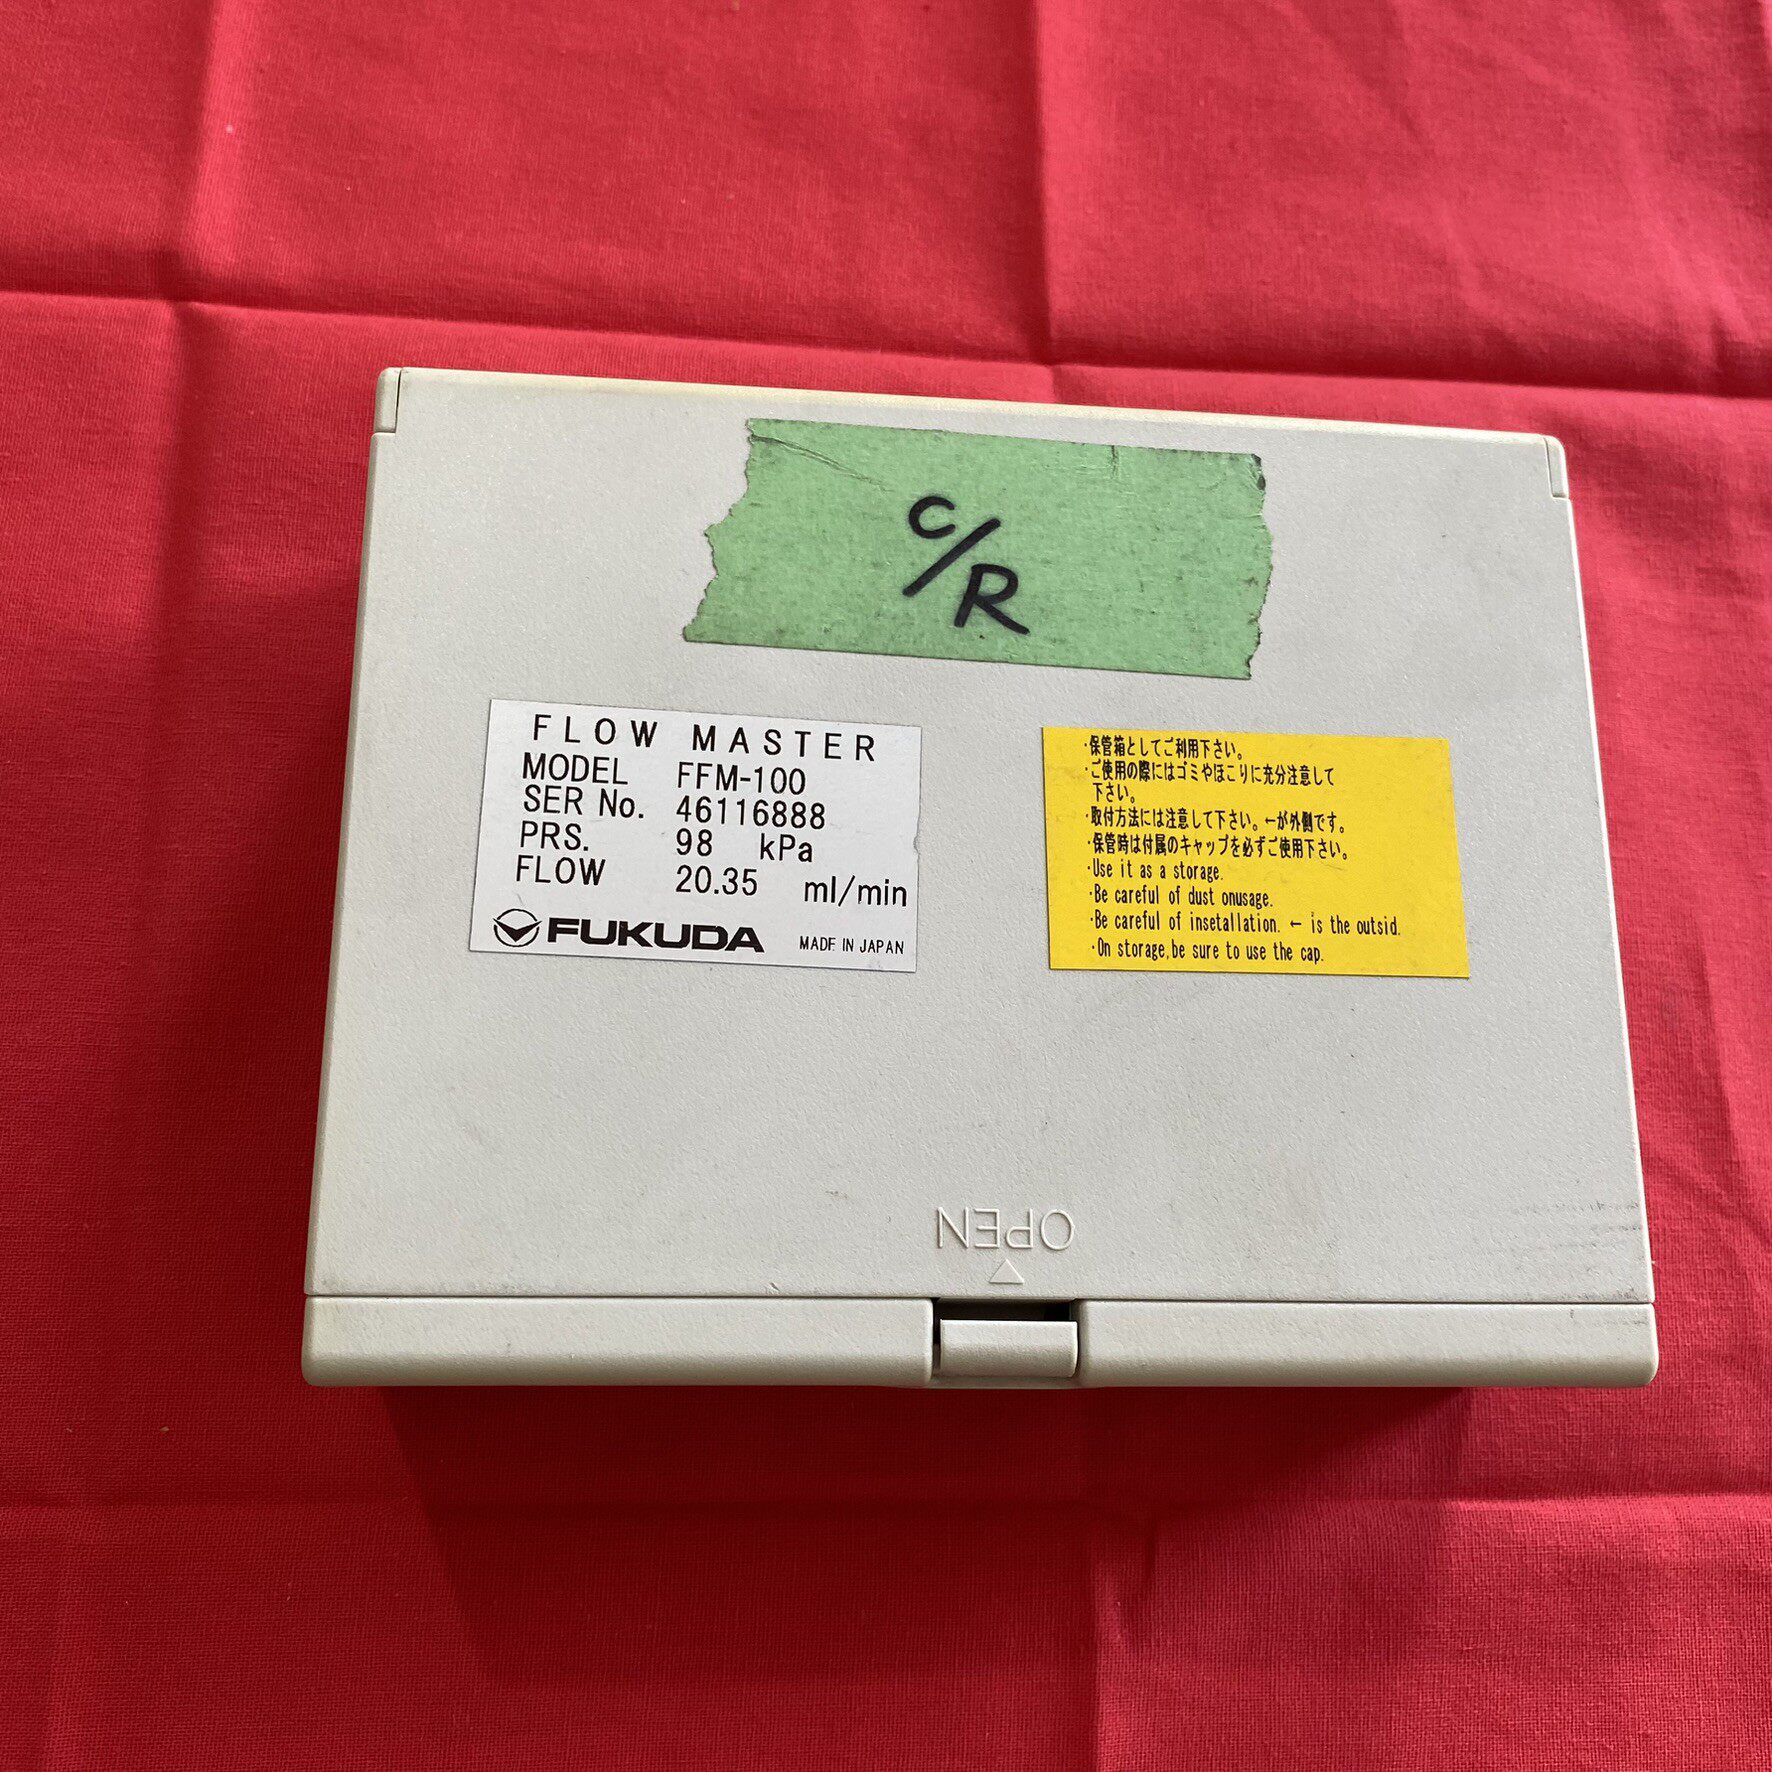 C/R
FLOW MASTER
MODEL FFM-100
SER No. 46116888
PRS. 98 kPa
FLOW 20.35 ml/min
FUKUDA MADE IN JAPAN
・保管箱としてご利用下さい。
・ご使用の際にはゴミやほこりに充分注意して
下さい。
・取付方法には注意して下さい。←が外側です。
・保管時は付属のキャップを必ずご使用下さい。
・Use it as a storage.
・Be careful of dust onusage.
・Be careful of insetallation. ← is the outsid.
・On storage,be sure to use the cap.
OPEN